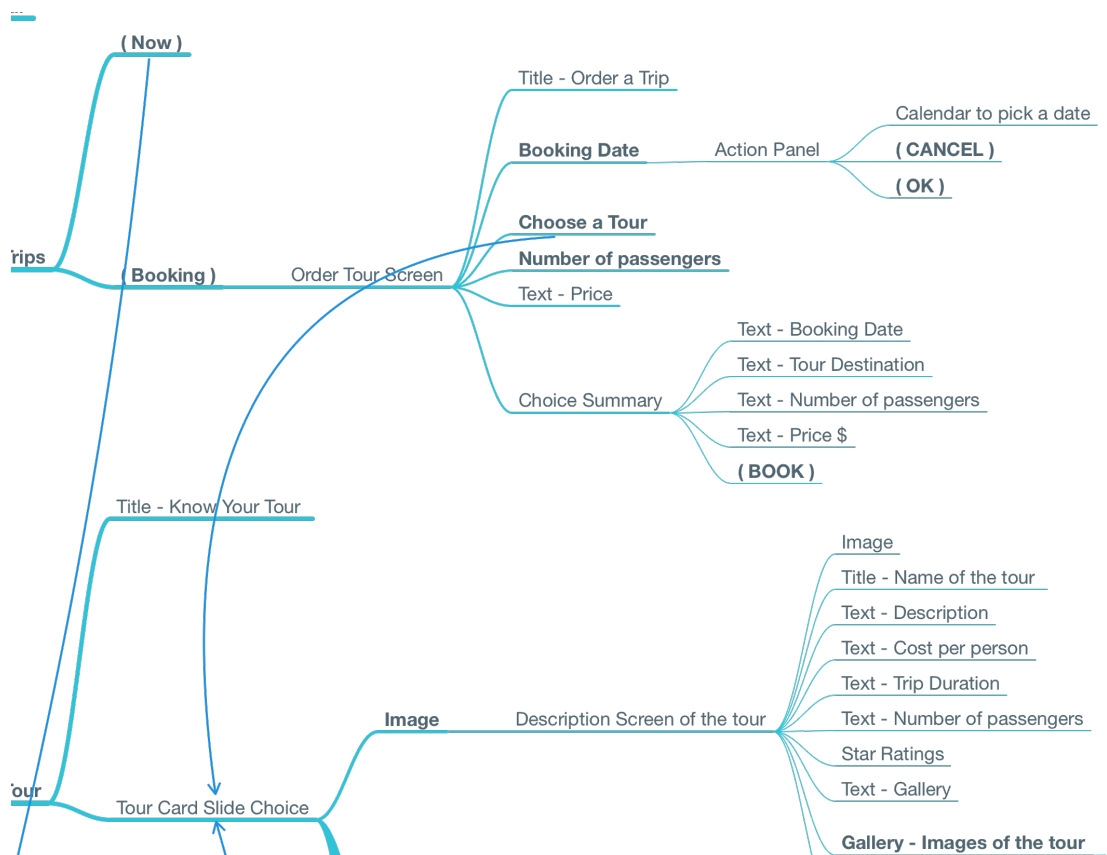 ( Now )
Title - Order a Trip
Calendar to pick a date
Booking Date
Action Panel
( CANCEL )
( OK )
Choose a Tour
Trips
( Booking )
Order Tour Screen
Number of passengers
Text - Price
Text - Booking Date
Text - Tour Destination
Choice Summary
Text - Number of passengers
Text - Price $
( BOOK )
Title - Know Your Tour
Image
Title - Name of the tour
Text - Description
Text - Cost per person
Text - Trip Duration
Image
Description Screen of the tour
Text - Number of passengers
Star Ratings
Text - Gallery
Tour
Tour Card Slide Choice
Gallery - Images of the tour